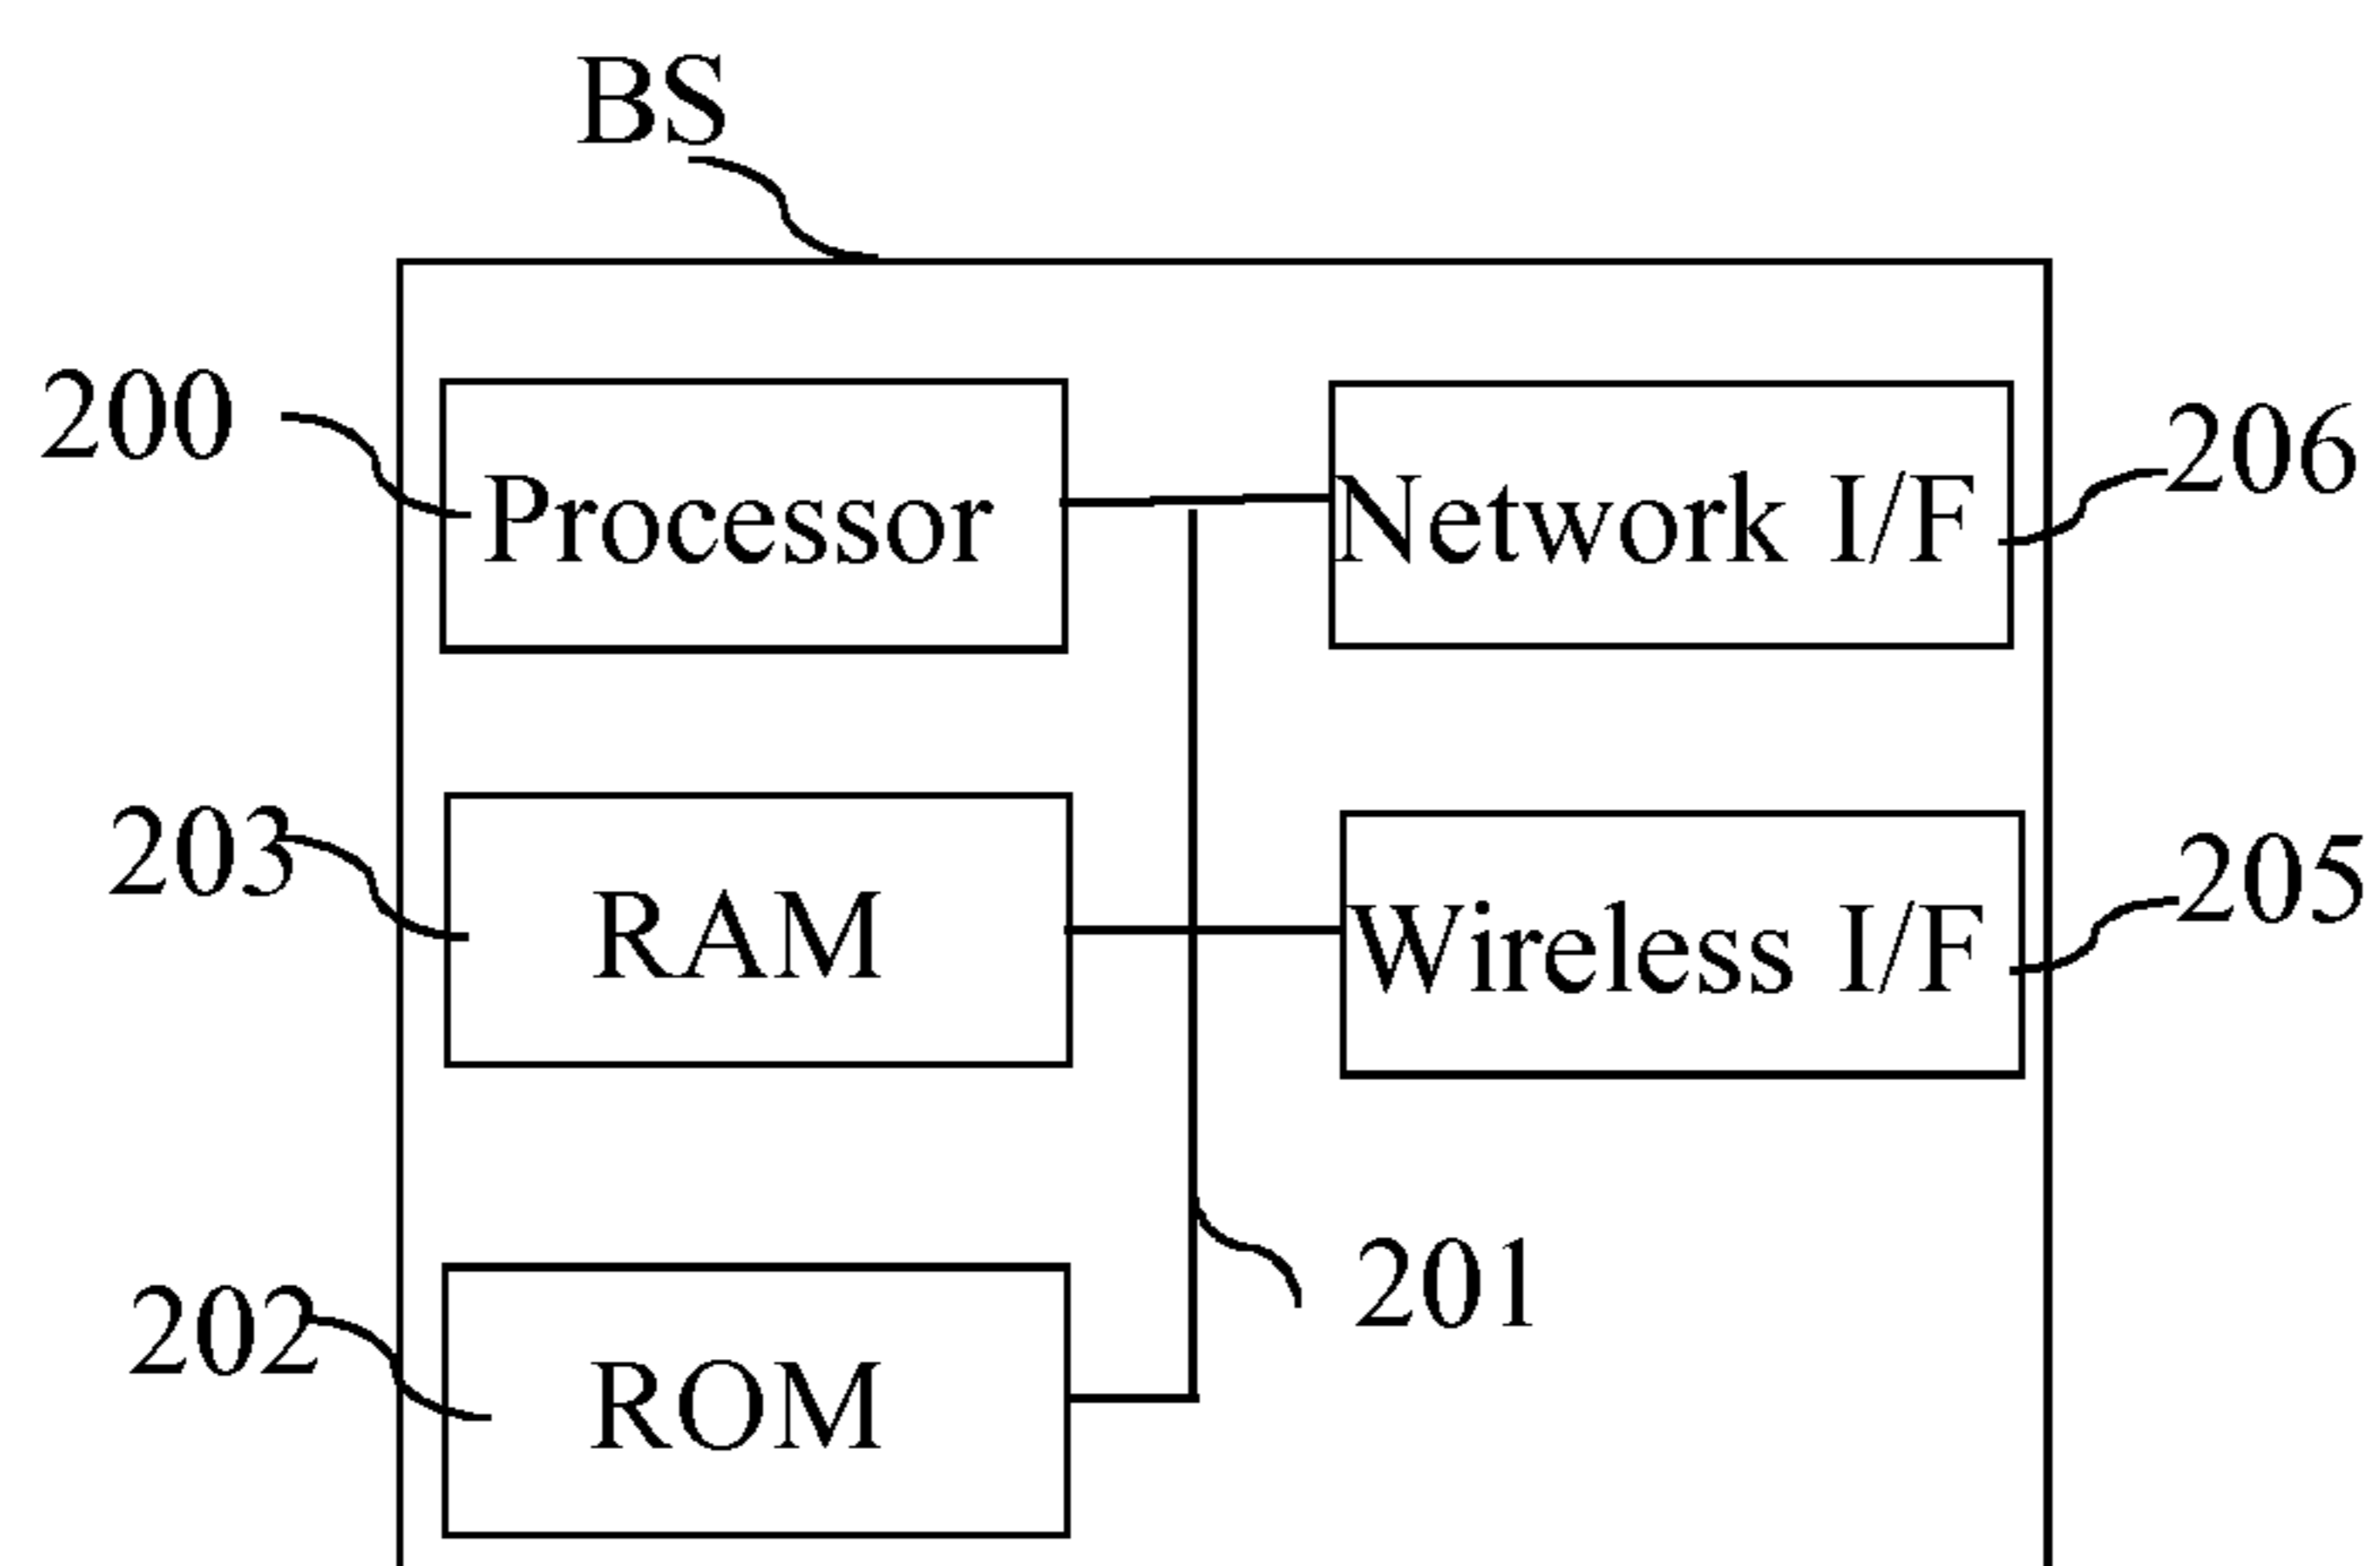 BS
200
Processor
Network I/F
206
203
RAM
Wireless I/F
205
201
202
ROM